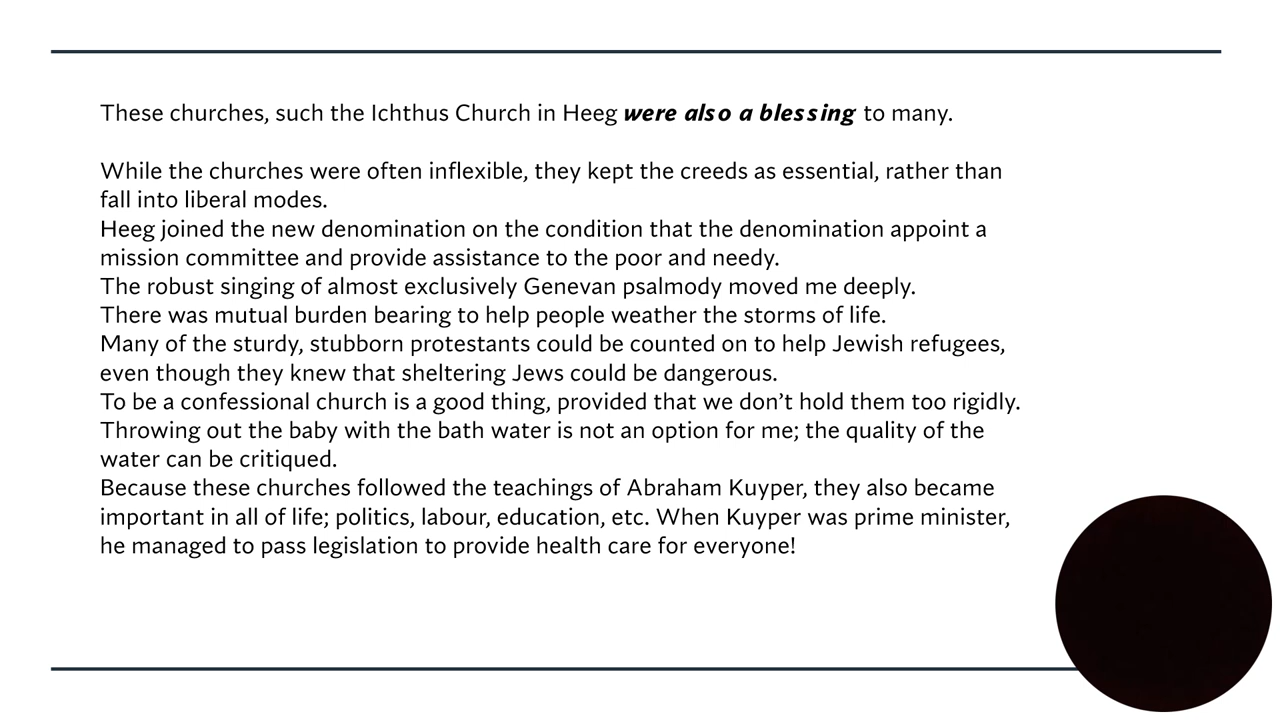 These churches, such the Ichthus Church in Heeg were also a blessing to many.
While the churches were often inflexible, they kept the creeds as essential, rather than
fall into liberal modes.
Heeg joined the new denomination on the condition that the denomination appoint a
mission committee and provide assistance to the poor and needy.
The robust singing of almost exclusively Genevan psalmody moved me deeply.
There was mutual burden bearing to help people weather the storms of life.
Many of the sturdy, stubborn protestants could be counted on to help Jewish refugees,
even though they knew that sheltering Jews could be dangerous.
To be a confessional church is a good thing, provided that we don’t hold them too rigidly.
Throwing out the baby with the bath water is not an option for me; the quality of the
water can be critiqued.
Because these churches followed the teachings of Abraham Kuyper, they also became
important in all of life; politics, labour, education, etc. When Kuyper was prime minister,
he managed to pass legislation to provide health care for everyone!